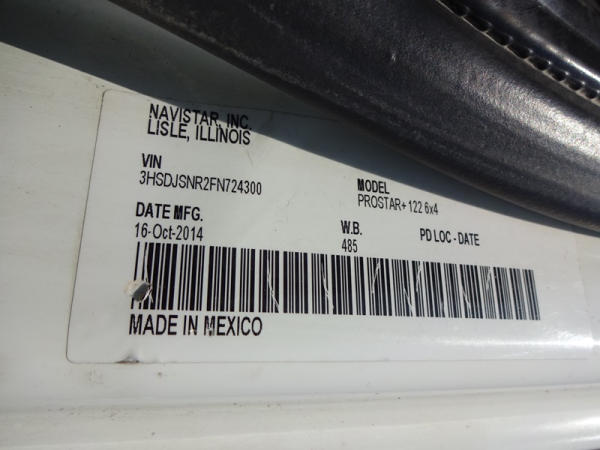 NAVISTAR, INC.
LISLE, ILLINOIS
VIN
3HSDJSNR2FN724300
MODEL
PROSTAR+ 122 6x4
DATE MFG.
16-Oct-2014
W.B.
485
PD LOC - DATE
MADE IN MEXICO